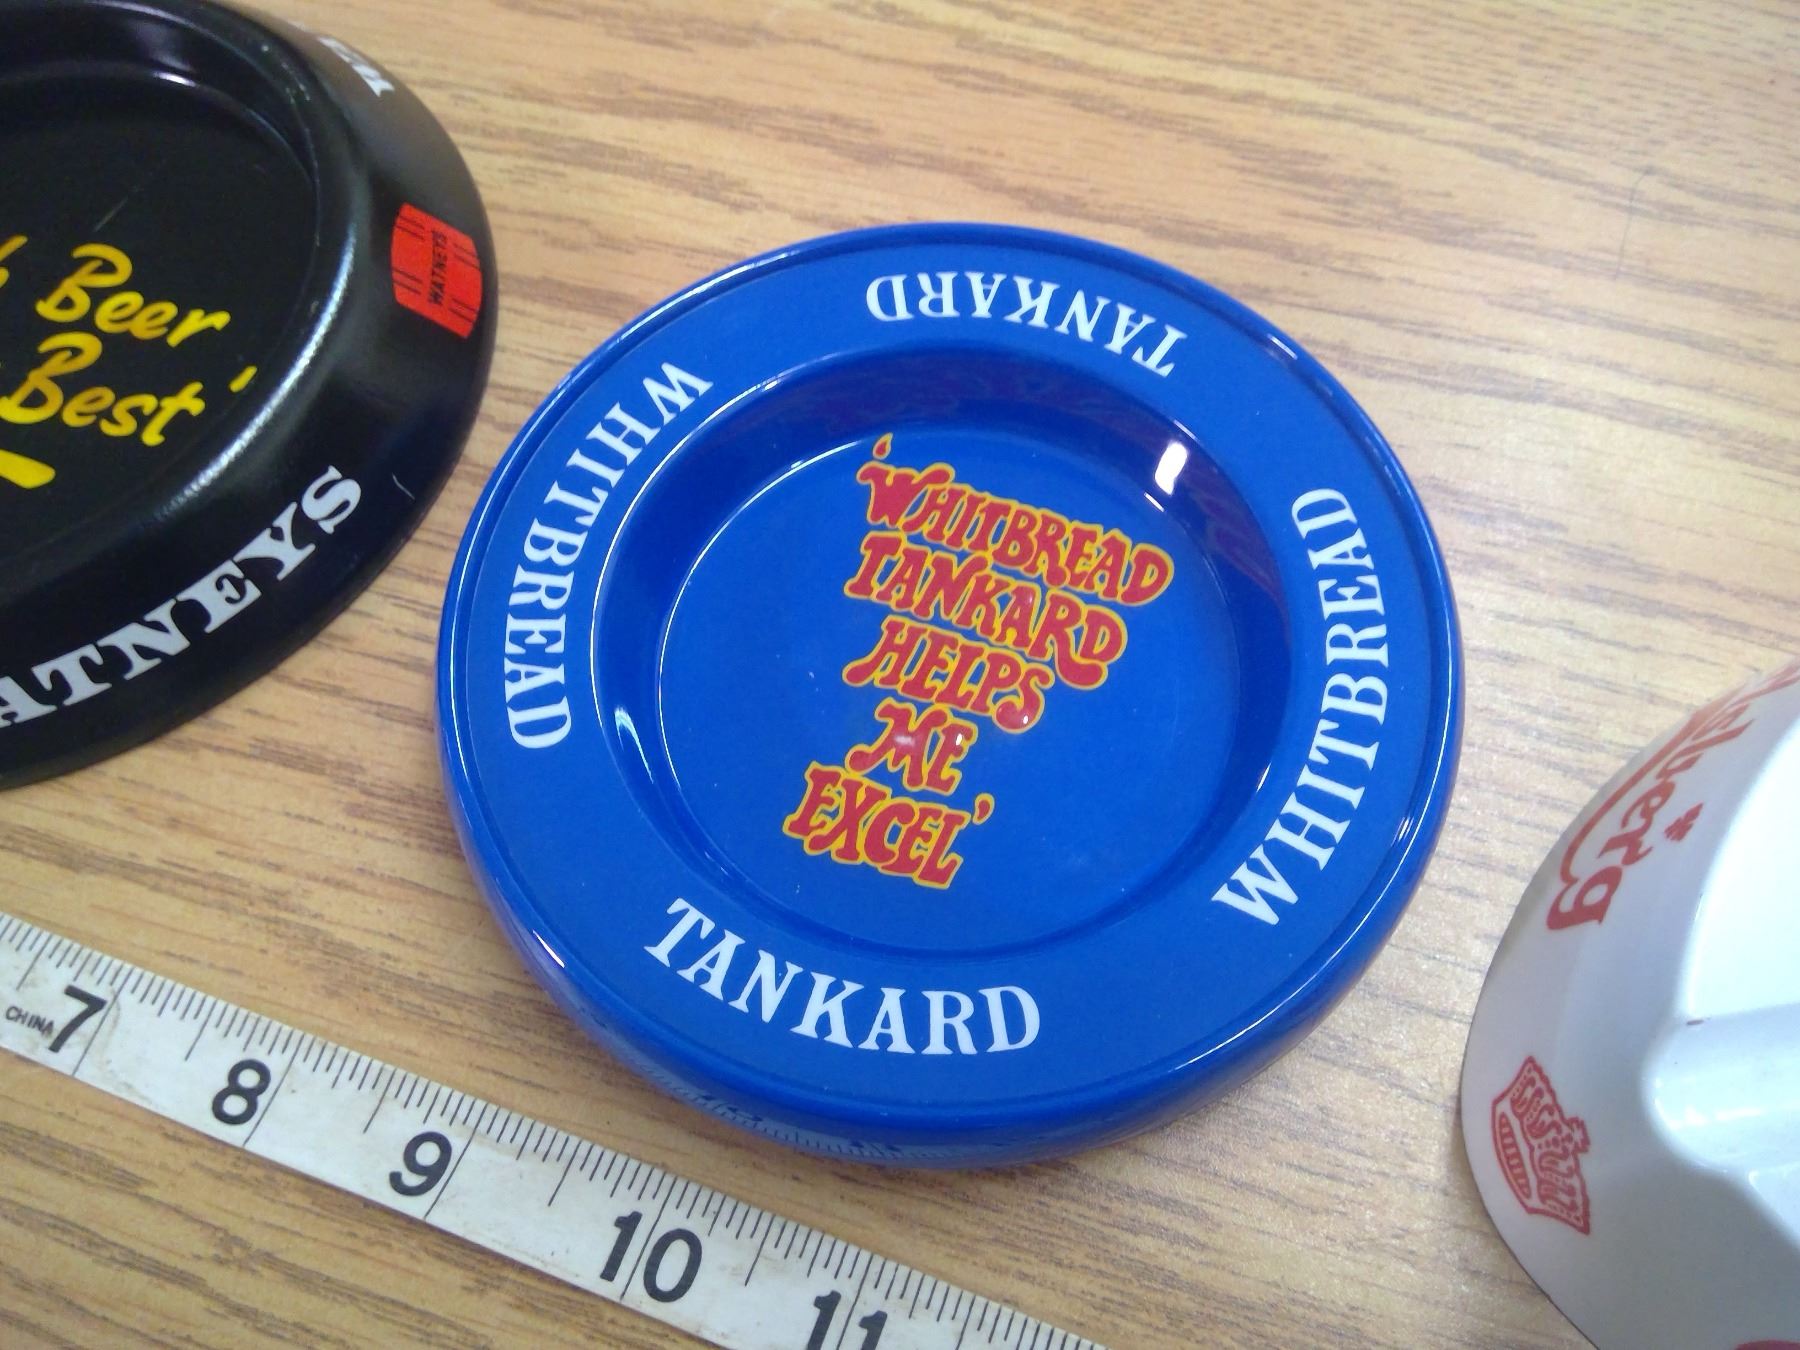 Beer
Best'
WATNEYS
ATNEYS
TANKARD
WHITBREAD
WHITBREAD
TANKARD
'WHITBREAD
TANKARD
HELPS
ME
EXCEL'
CHINA 7 8 9 10 11